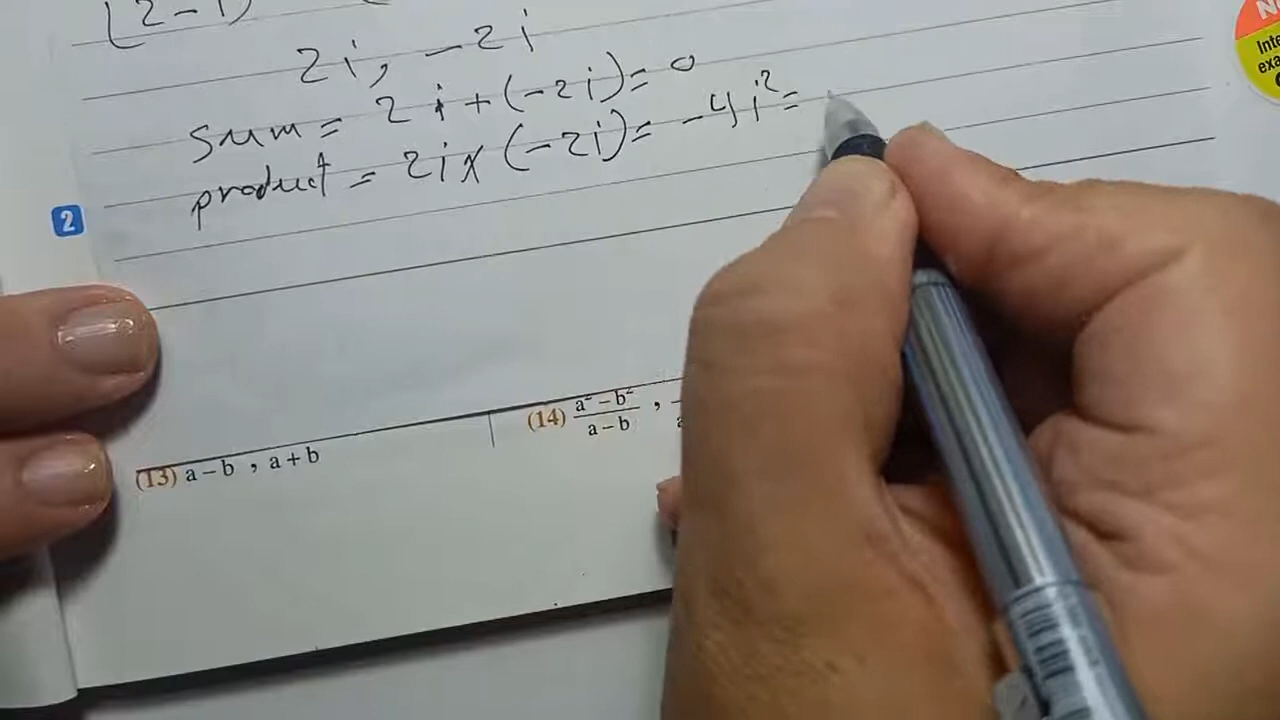 2i, -2i
sum = 2i + (-2i) = 0
product = 2i × (-2i) = -4i² =
2
(13) a – b , a + b
(14) a² – b² / a – b ,